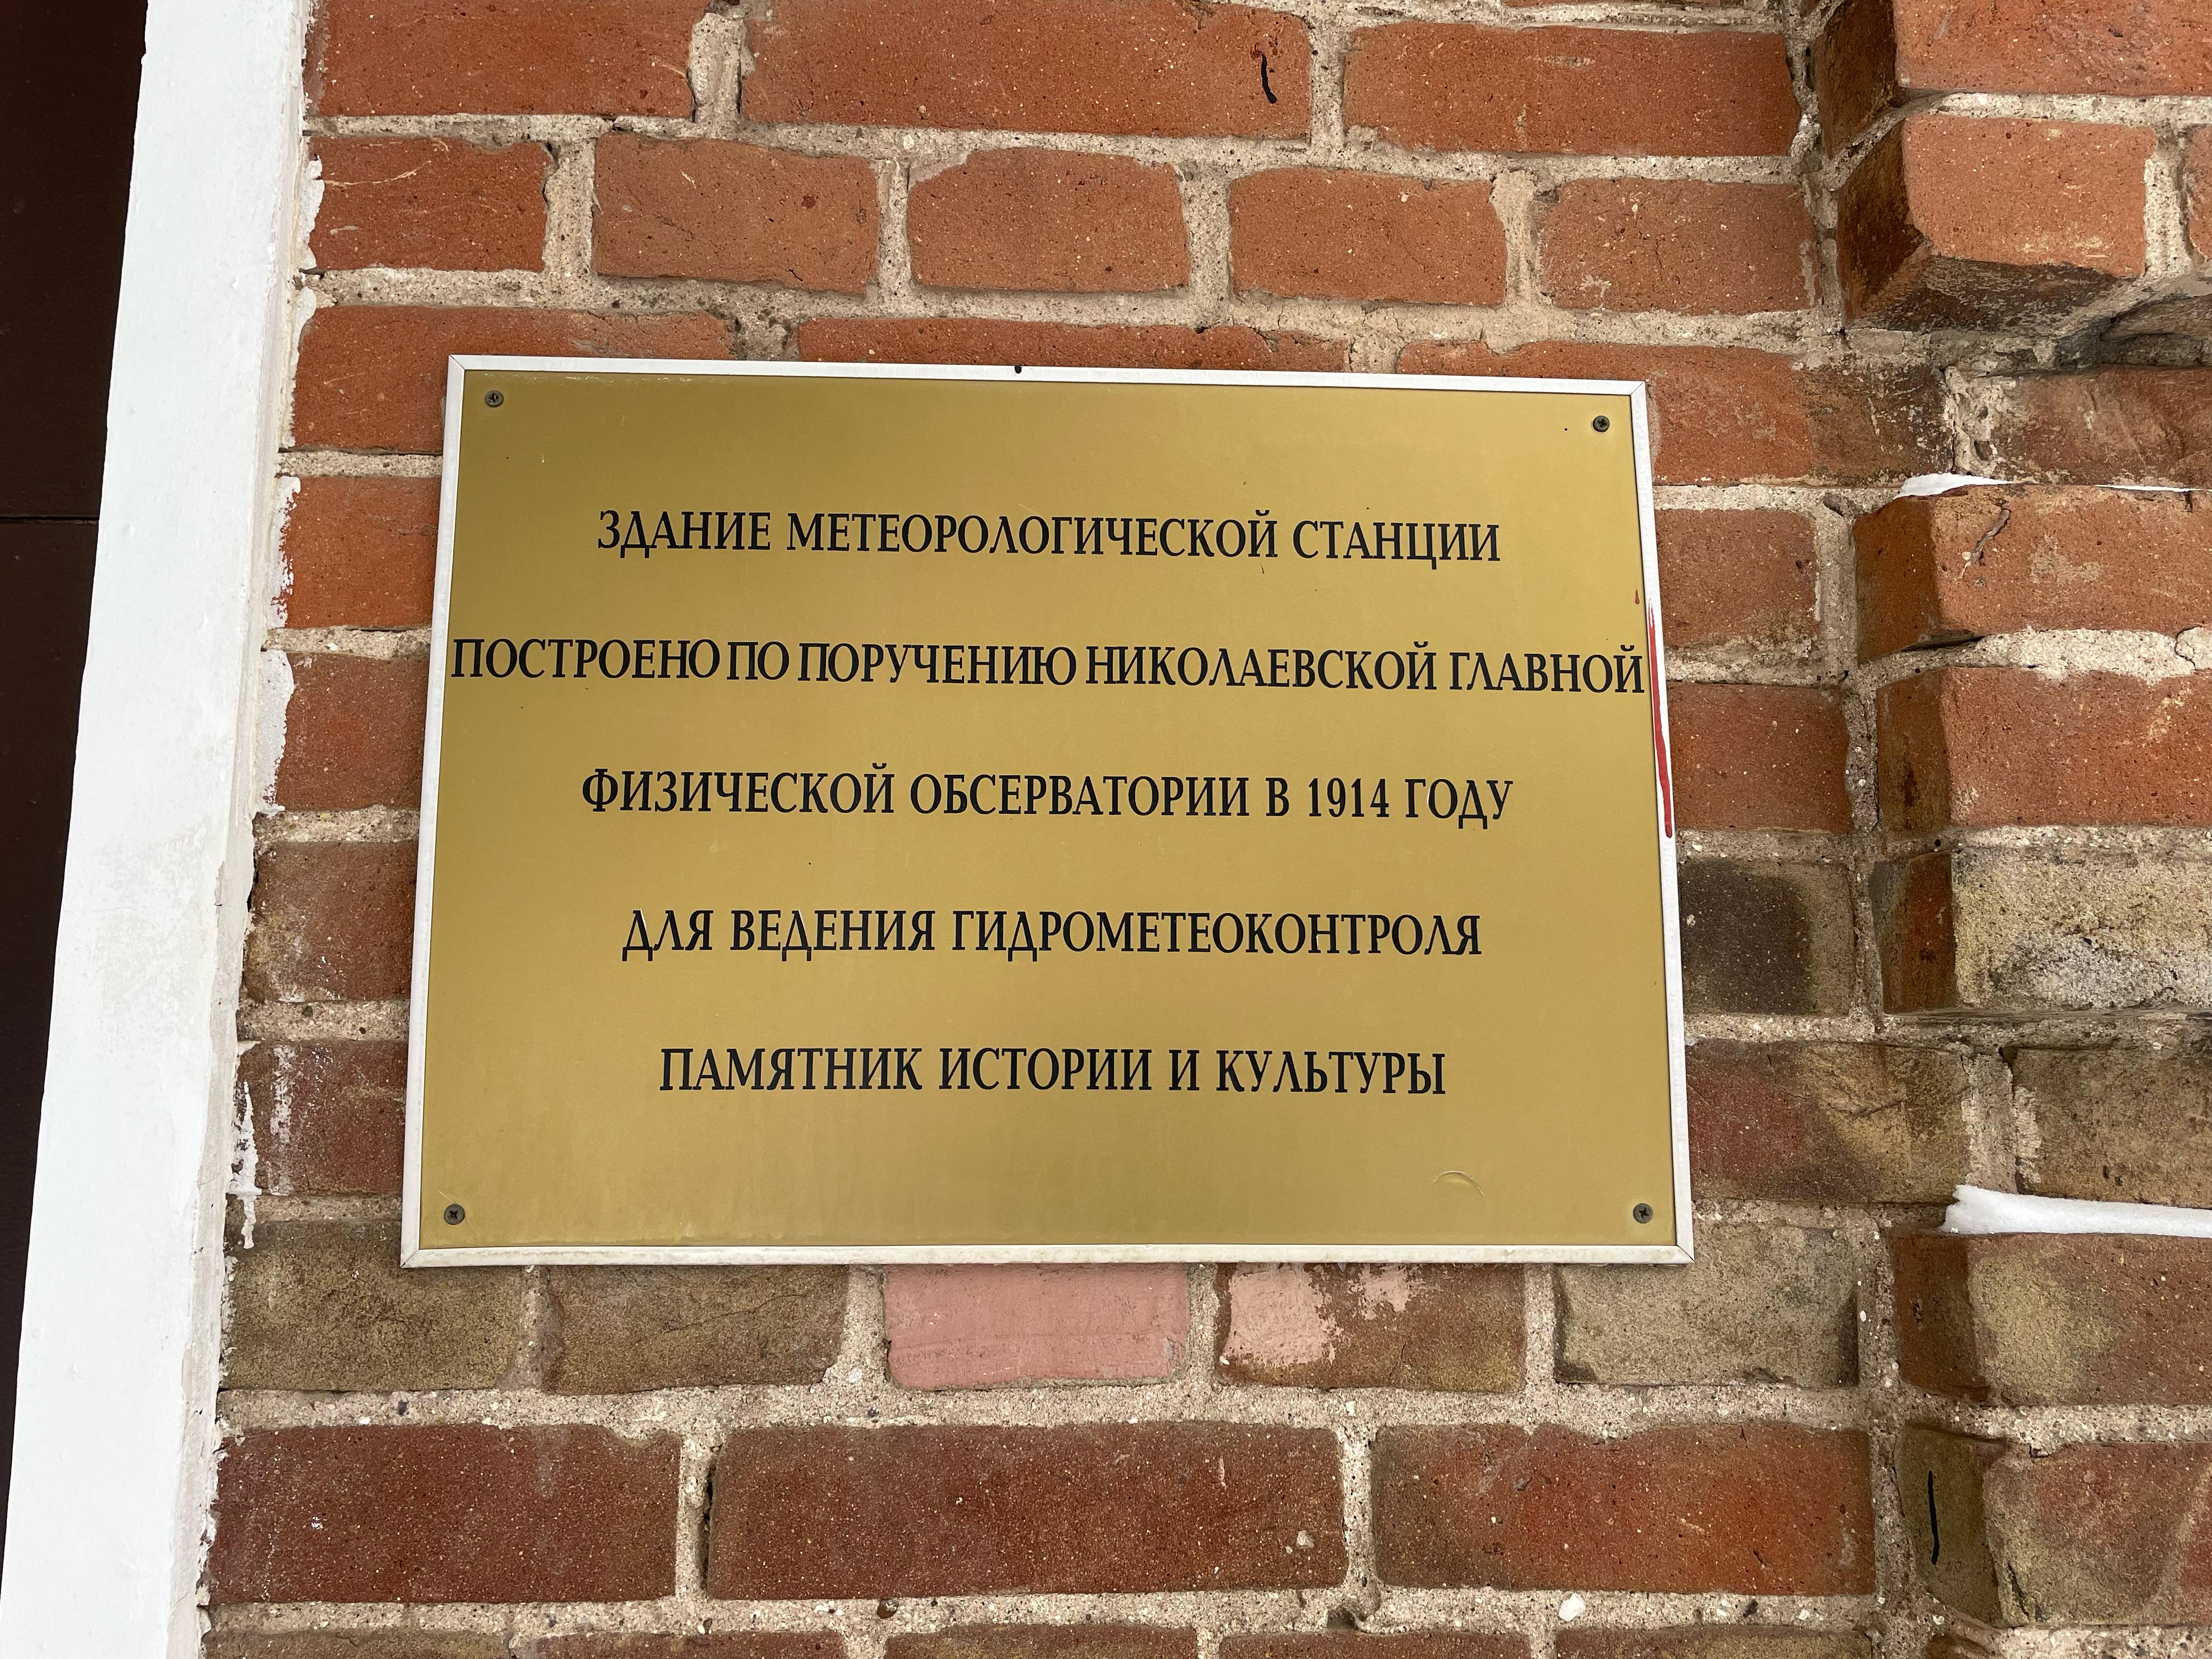 ЗДАНИЕ МЕТЕОРОЛОГИЧЕСКОЙ СТАНЦИИ
ПОСТРОЕНО ПО ПОРУЧЕНИЮ НИКОЛАЕВСКОЙ ГЛАВНОЙ
ФИЗИЧЕСКОЙ ОБСЕРВАТОРИИ В 1914 ГОДУ
ДЛЯ ВЕДЕНИЯ ГИДРОМЕТЕОКОНТРОЛЯ
ПАМЯТНИК ИСТОРИИ И КУЛЬТУРЫ